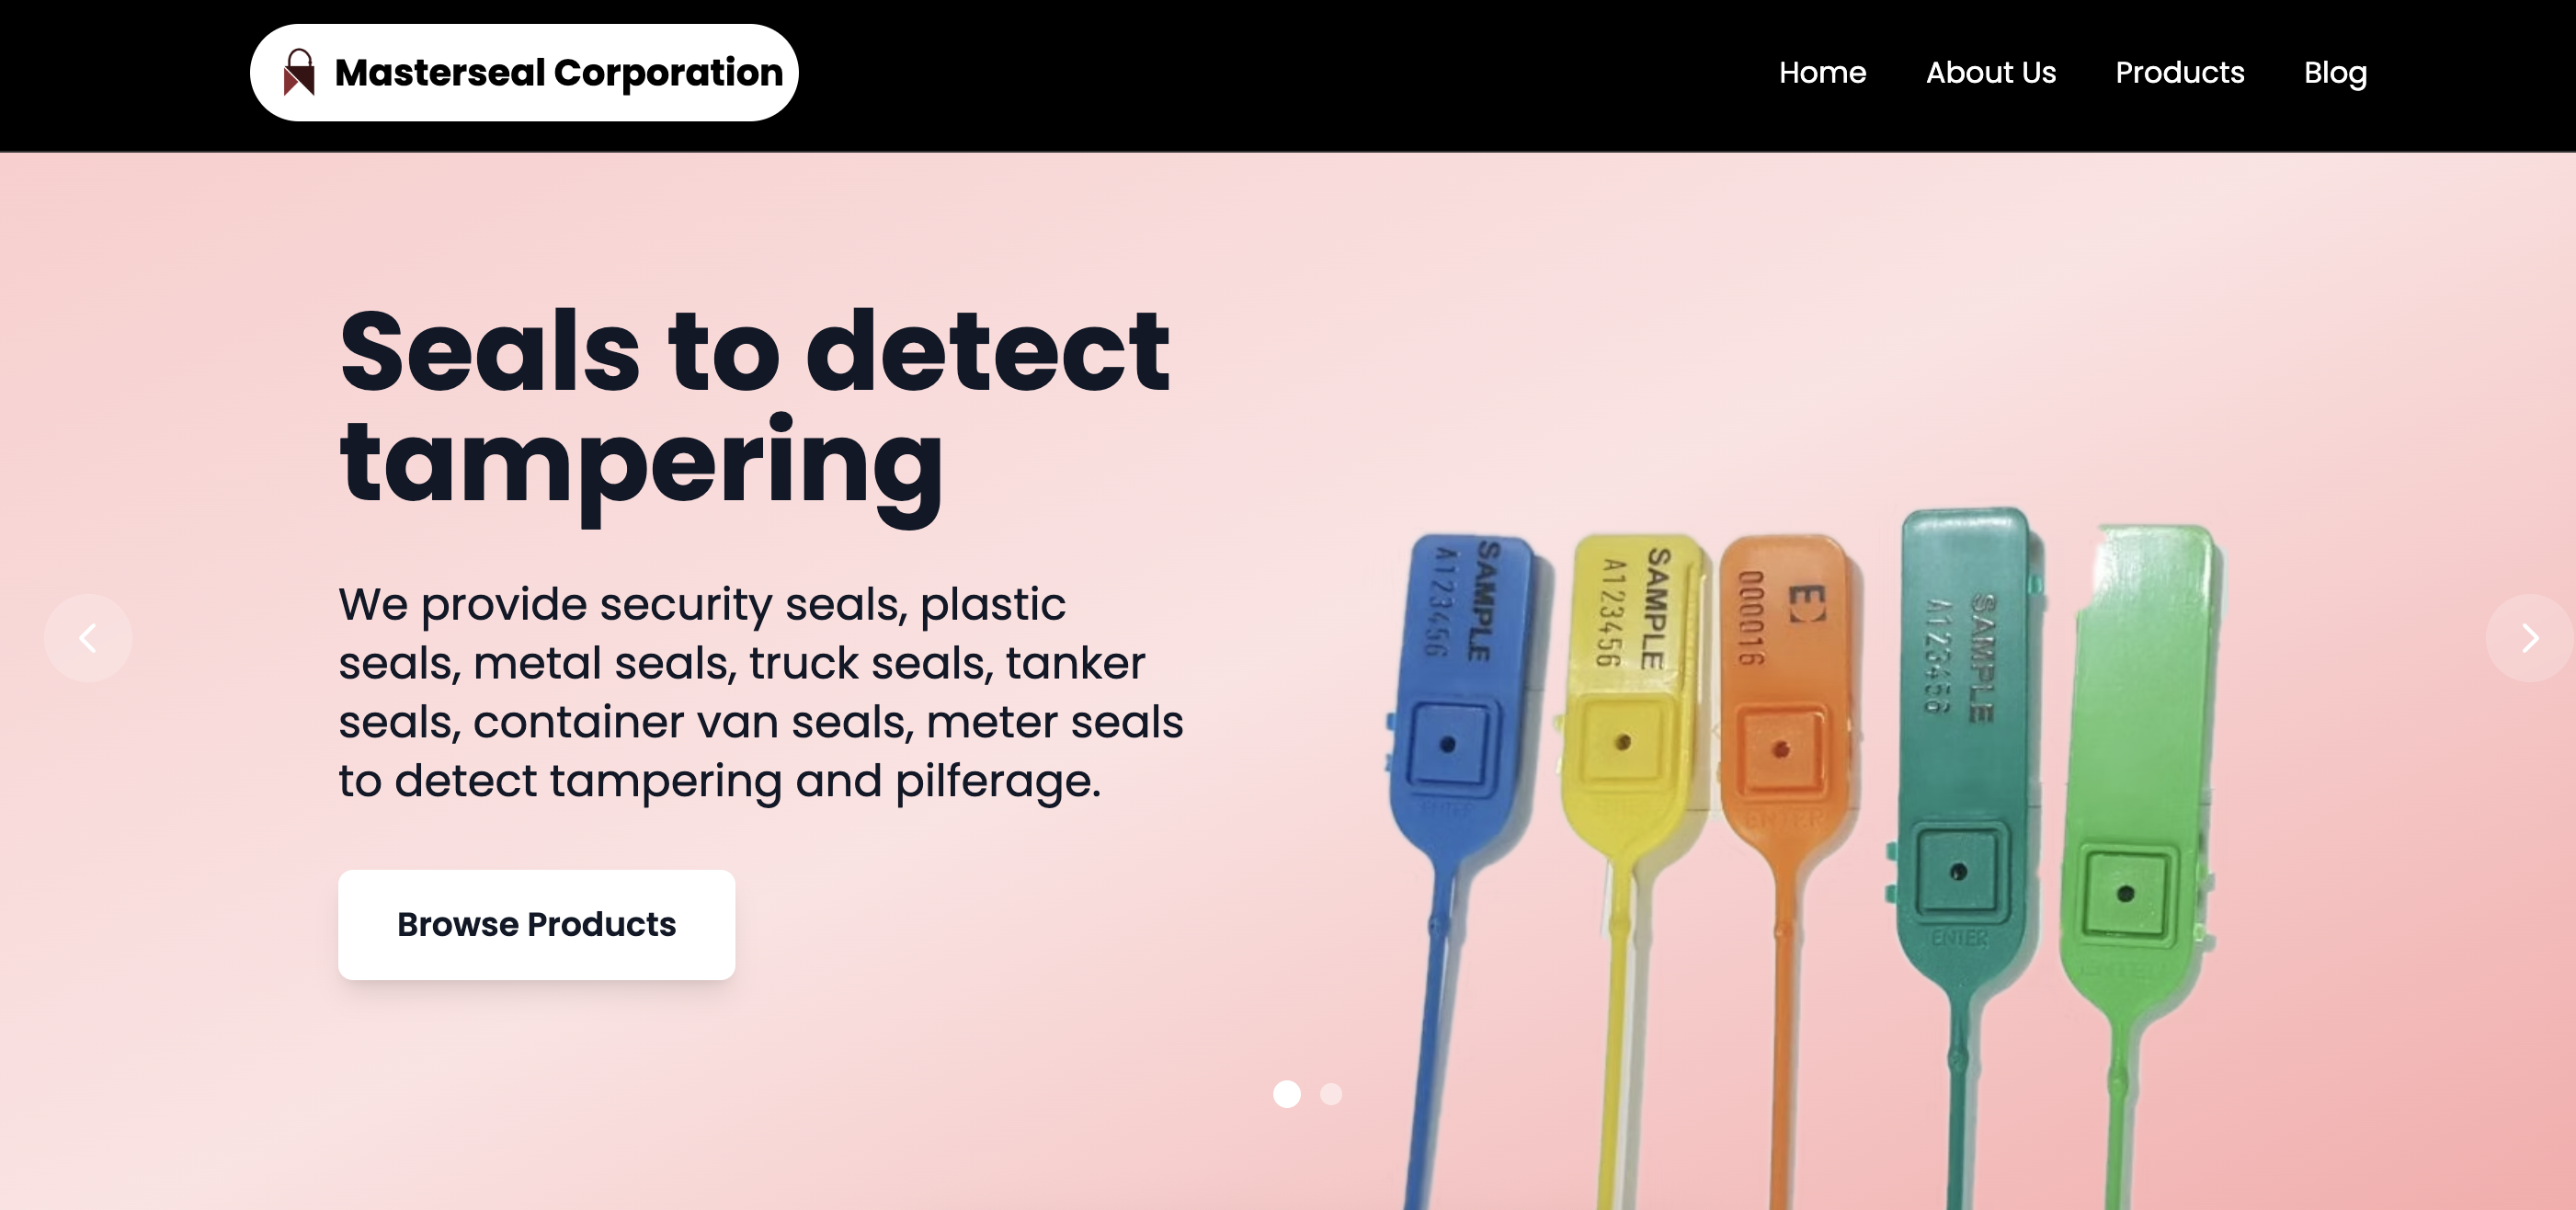 Masterseal Corporation
Home
About Us
Products
Blog
Seals to detect
tampering
We provide security seals, plastic
seals, metal seals, truck seals, tanker
seals, container van seals, meter seals
to detect tampering and pilferage.
Browse Products
SAMPLE
A123456
SAMPLE
A123456
000016
SAMPLE
A123456
ENTER
ENTER
ENTER